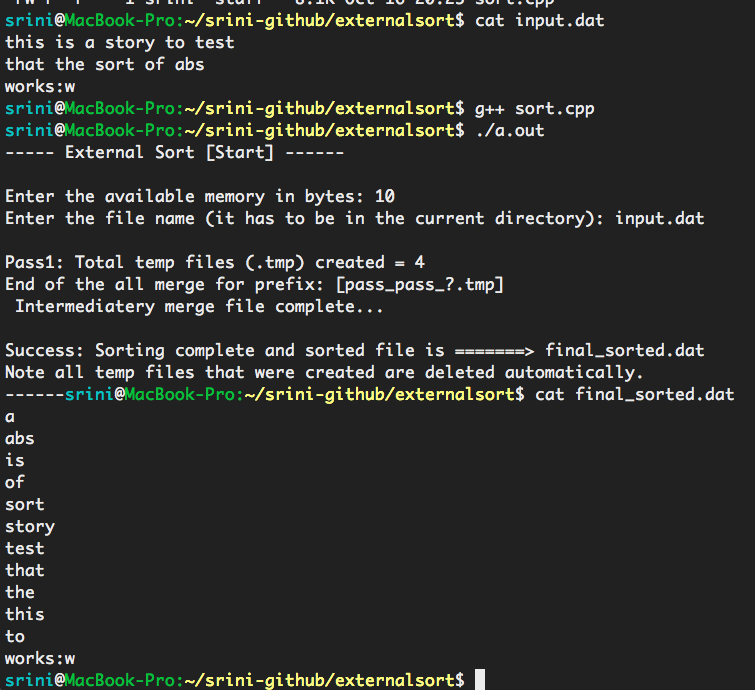 srini@MacBook-Pro:~/srini-github/externalsort$ cat input.dat
this is a story to test
that the sort of abs
works:w
srini@MacBook-Pro:~/srini-github/externalsort$ g++ sort.cpp
srini@MacBook-Pro:~/srini-github/externalsort$ ./a.out
----- External Sort [Start] ------
Enter the available memory in bytes: 10
Enter the file name (it has to be in the current directory): input.dat
Pass1: Total temp files (.tmp) created = 4
End of the all merge for prefix: [pass_pass_?.tmp]
Intermediatery merge file complete...
Success: Sorting complete and sorted file is =======> final_sorted.dat
Note all temp files that were created are deleted automatically.
------srini@MacBook-Pro:~/srini-github/externalsort$ cat final_sorted.dat
a
abs
is
of
sort
story
test
that
the
this
to
works:w
srini@MacBook-Pro:~/srini-github/externalsort$